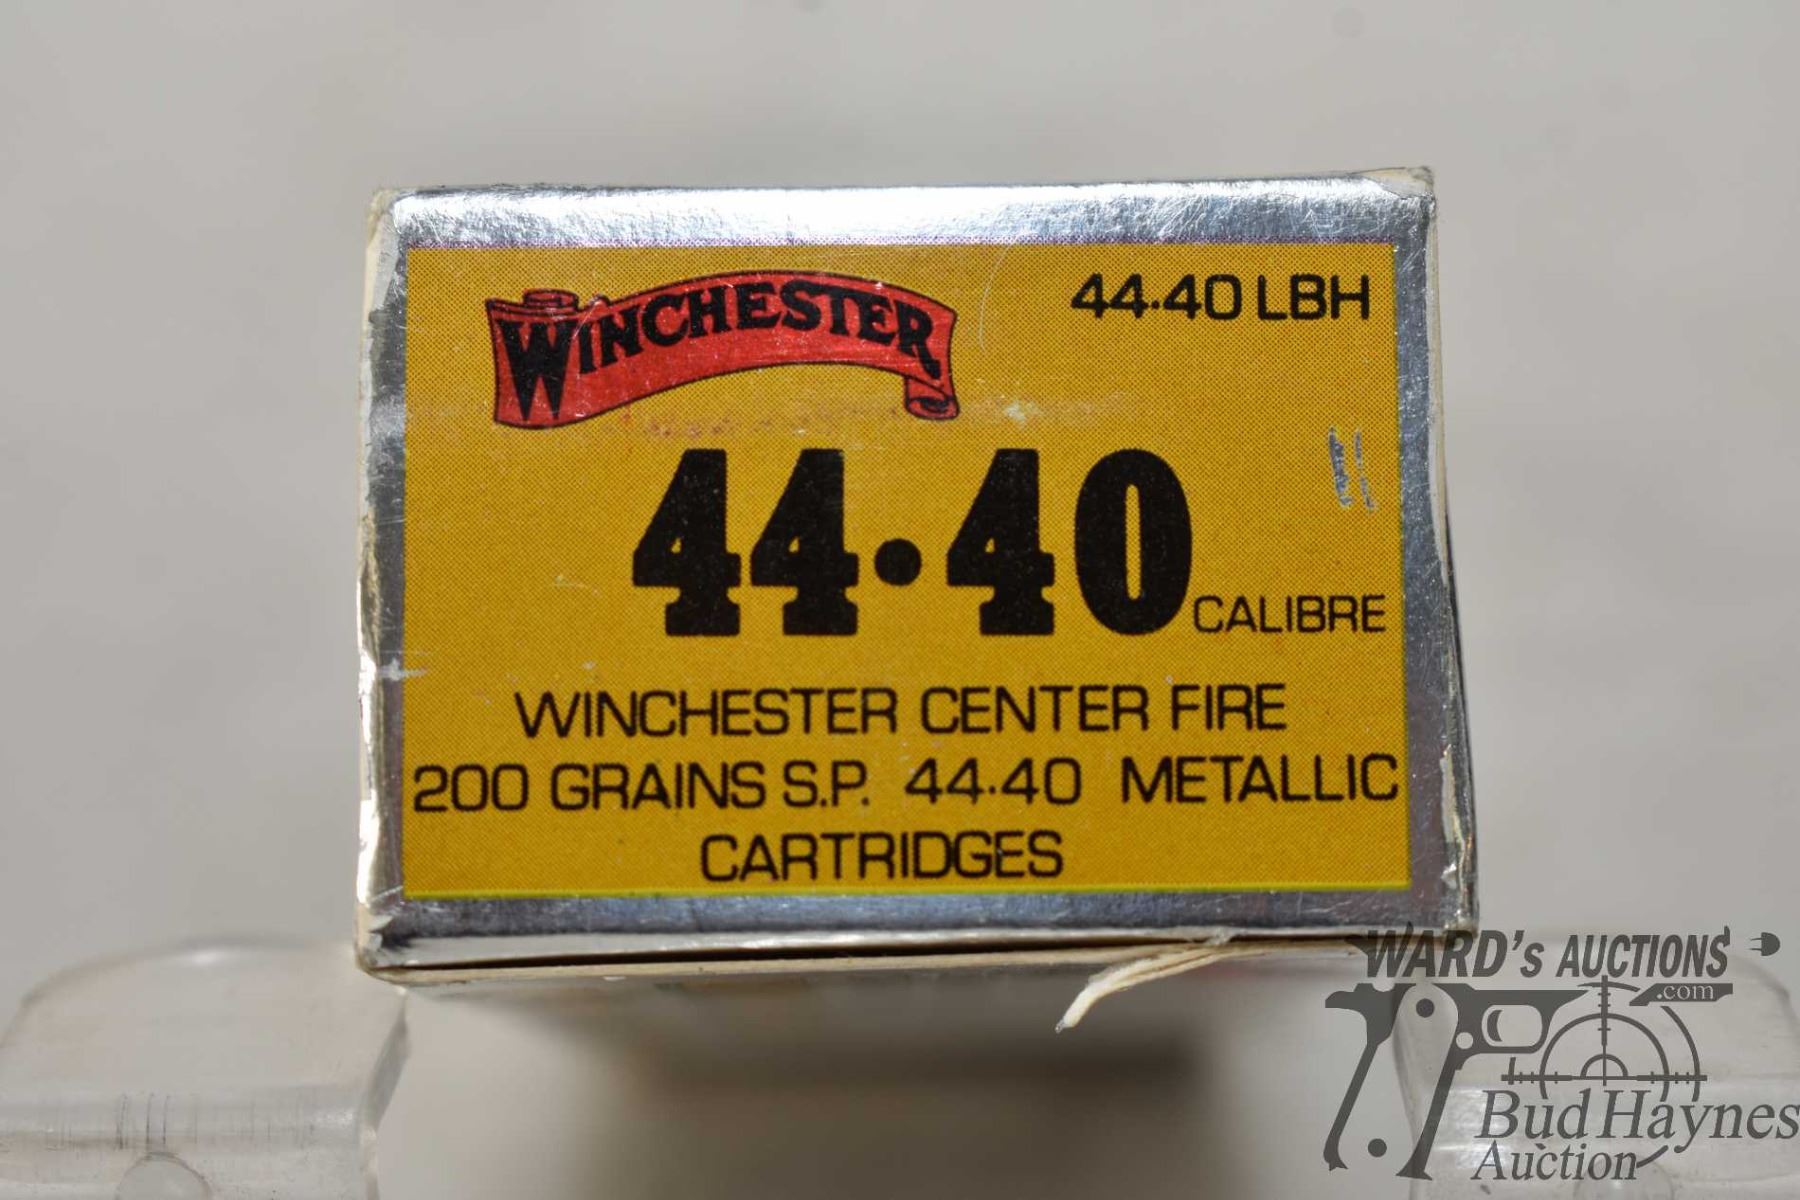 WINCHESTER
44·40 LBH
44·40 CALIBRE
WINCHESTER CENTER FIRE
200 GRAINS S.P. 44·40 METALLIC
CARTRIDGES
WARD'S AUCTIONS
.com
Bud Haynes
Auction